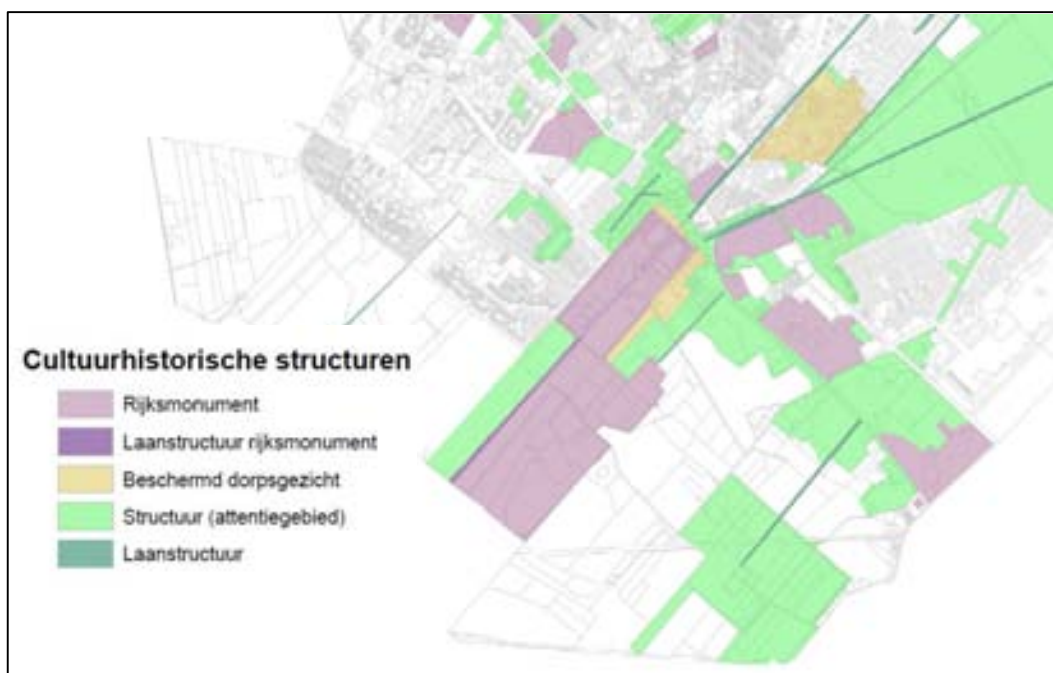 Cultuurhistorische structuren
Rijksmonument
Laanstructuur rijksmonument
Beschermd dorpsgezicht
Structuur (attentiegebied)
Laanstructuur